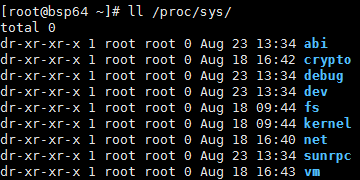 [root@bsp64 ~]# ll /proc/sys/
total 0
dr-xr-xr-x 1 root root 0 Aug 23 13:34 abi
dr-xr-xr-x 1 root root 0 Aug 18 16:42 crypto
dr-xr-xr-x 1 root root 0 Aug 23 13:34 debug
dr-xr-xr-x 1 root root 0 Aug 23 13:34 dev
dr-xr-xr-x 1 root root 0 Aug 18 09:44 fs
dr-xr-xr-x 1 root root 0 Aug 18 09:44 kernel
dr-xr-xr-x 1 root root 0 Aug 18 16:40 net
dr-xr-xr-x 1 root root 0 Aug 23 13:34 sunrpc
dr-xr-xr-x 1 root root 0 Aug 18 16:43 vm